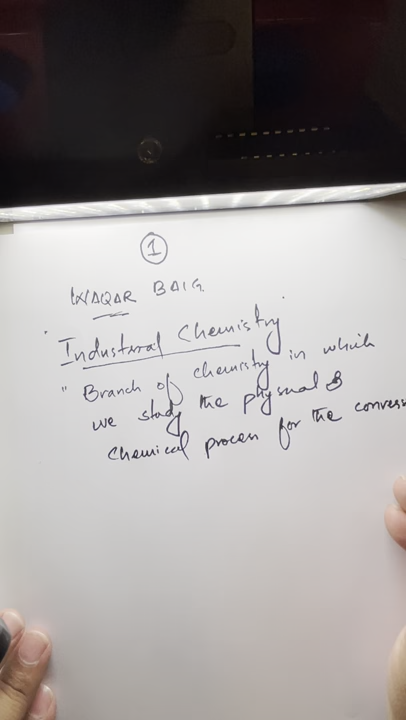 1
WAQAR BAIG
Industrial Chemistry
" Branch of chemistry in which
we study the physical &
chemical process for the convers